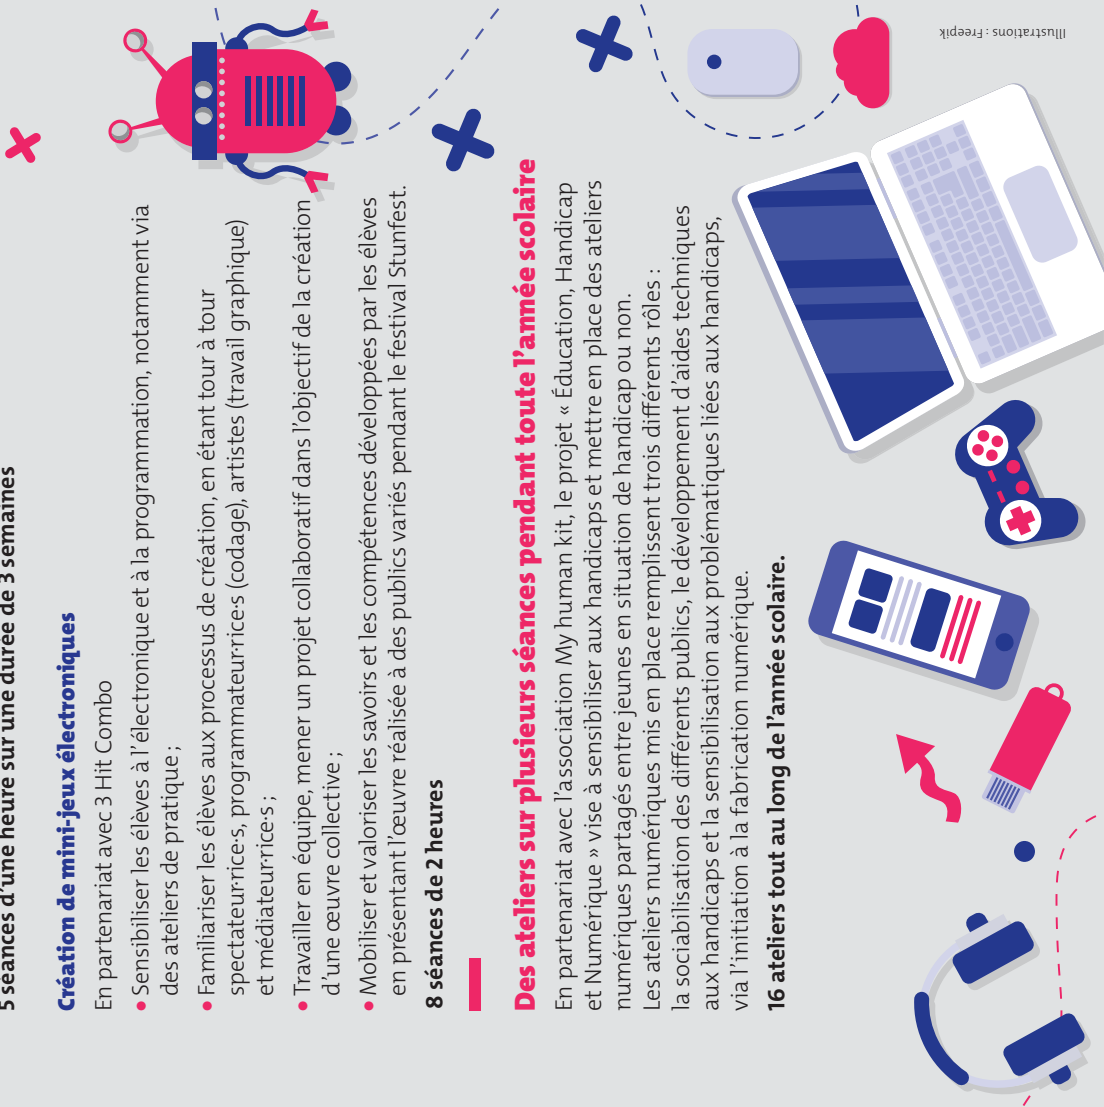 5 séances d'une heure sur une durée de 3 semaines
Création de mini-jeux électroniques
En partenariat avec 3 Hit Combo
• Sensibiliser les élèves à l'électronique et à la programmation, notamment via
des ateliers de pratique ;
• Familiariser les élèves aux processus de création, en étant tour à tour
spectateur·rice·s, programmateur·rice·s (codage), artistes (travail graphique)
et médiateur·rice·s ;
• Travailler en équipe, mener un projet collaboratif dans l'objectif de la création
d'une œuvre collective ;
• Mobiliser et valoriser les savoirs et les compétences développées par les élèves
en présentant l'œuvre réalisée à des publics variés pendant le festival Stunfest.
8 séances de 2 heures
Des ateliers sur plusieurs séances pendant toute l'année scolaire
En partenariat avec l'association My human kit, le projet « Éducation, Handicap
et Numérique » vise à sensibiliser aux handicaps et mettre en place des ateliers
numériques partagés entre jeunes en situation de handicap ou non.
Les ateliers numériques mis en place remplissent trois différents rôles :
la sociabilisation des différents publics, le développement d'aides techniques
aux handicaps et la sensibilisation aux problématiques liées aux handicaps,
via l'initiation à la fabrication numérique.
16 ateliers tout au long de l'année scolaire.
Illustrations : Freepik